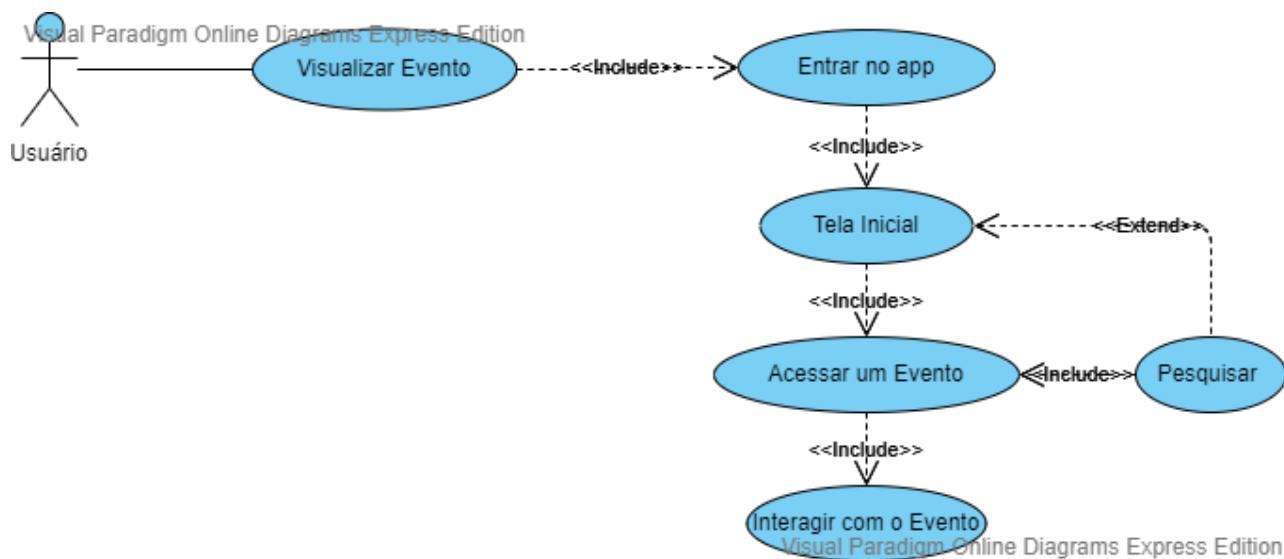 Visual Paradigm Online Diagrams Express Edition
Visualizar Evento
<<Include>>
Entrar no app
Usuário
<<Include>>
Tela Inicial
<<Extend>>
<<Include>>
Acessar um Evento
<<Include>>
Pesquisar
<<Include>>
Interagir com o Evento
Visual Paradigm Online Diagrams Express Edition